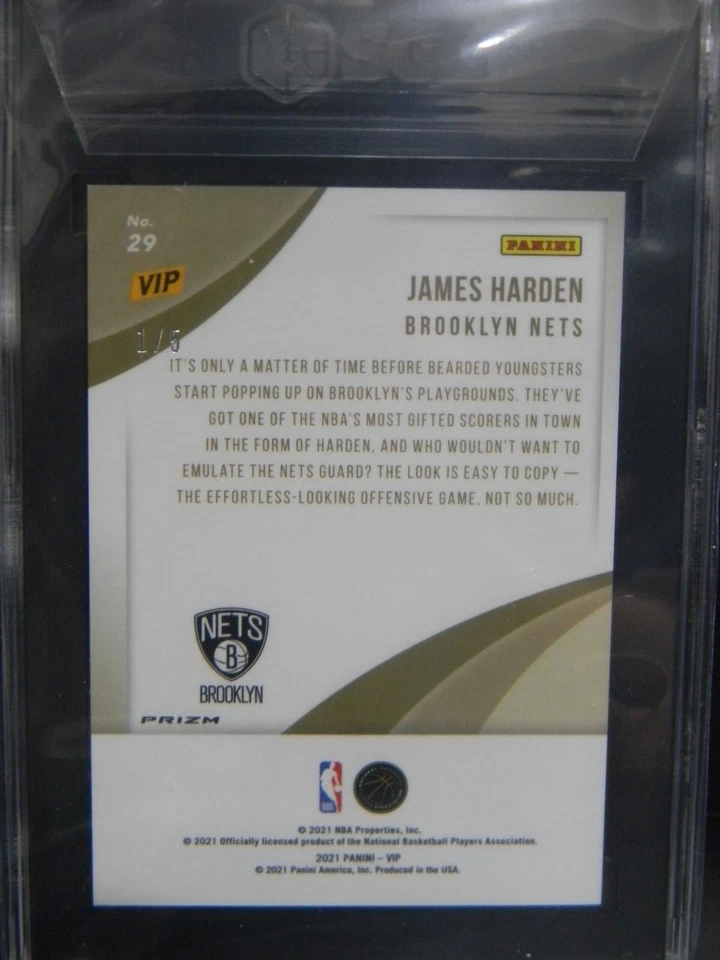 No.
29
PANINI
VIP
JAMES HARDEN
BROOKLYN NETS
1/5
IT'S ONLY A MATTER OF TIME BEFORE BEARDED YOUNGSTERS
START POPPING UP ON BROOKLYN'S PLAYGROUNDS. THEY'VE
GOT ONE OF THE NBA'S MOST GIFTED SCORERS IN TOWN
IN THE FORM OF HARDEN, AND WHO WOULDN'T WANT TO
EMULATE THE NETS GUARD? THE LOOK IS EASY TO COPY —
THE EFFORTLESS-LOOKING OFFENSIVE GAME, NOT SO MUCH.
NETS
B
BROOKLYN
PRIZM
NBA
© 2021 NBA Properties, Inc.
© 2021 Officially licensed product of the National Basketball Players Association.
2021 PANINI – VIP
© 2021 Panini America, Inc. Produced in the USA.